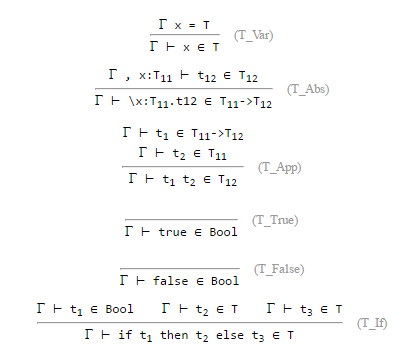 Γ x = T
Γ ⊢ x ∈ T (T_Var)
Γ , x:T₁₁ ⊢ t₁₂ ∈ T₁₂
Γ ⊢ \x:T₁₁.t12 ∈ T₁₁->T₁₂ (T_Abs)
Γ ⊢ t₁ ∈ T₁₁->T₁₂
Γ ⊢ t₂ ∈ T₁₁
Γ ⊢ t₁ t₂ ∈ T₁₂ (T_App)
Γ ⊢ true ∈ Bool (T_True)
Γ ⊢ false ∈ Bool (T_False)
Γ ⊢ t₁ ∈ Bool Γ ⊢ t₂ ∈ T Γ ⊢ t₃ ∈ T
Γ ⊢ if t₁ then t₂ else t₃ ∈ T (T_If)